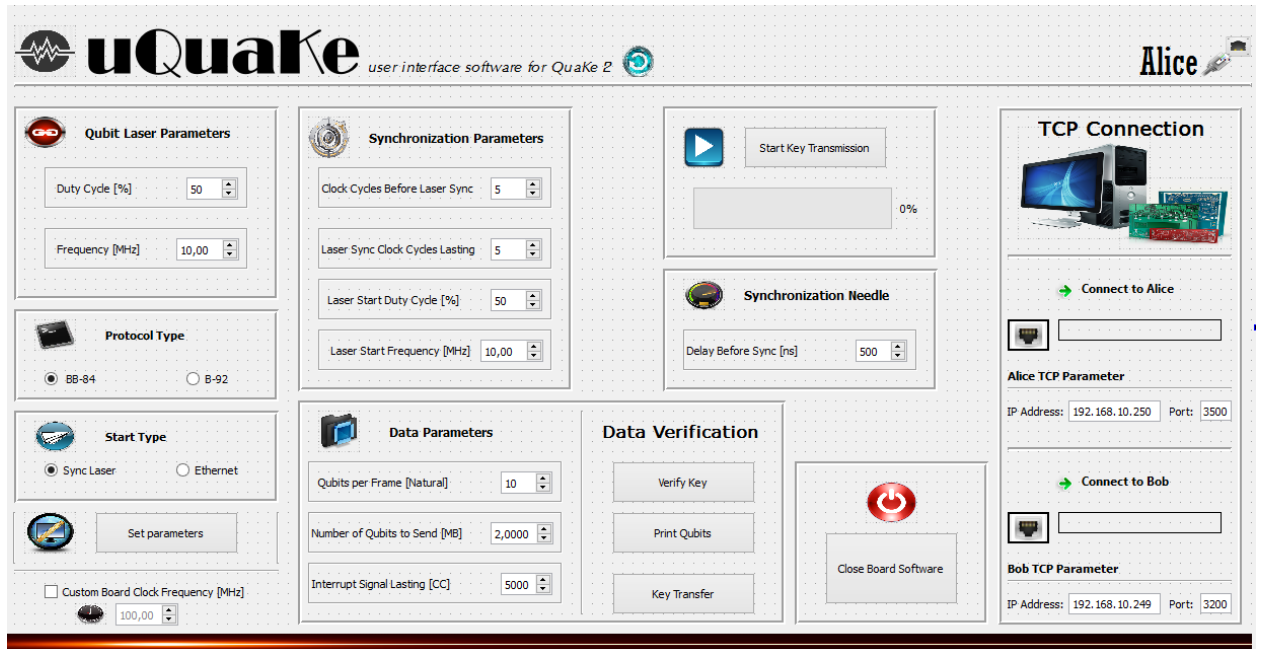 uQuaKe user interface software for QuaKe 2
Alice
Qubit Laser Parameters
Duty Cycle [%] 50
Frequency [MHz] 10,00
Protocol Type
BB-84 B-92
Start Type
Sync Laser Ethernet
Set parameters
Custom Board Clock Frequency [MHz]
100,00
Synchronization Parameters
Clock Cycles Before Laser Sync 5
Laser Sync Clock Cycles Lasting 5
Laser Start Duty Cycle [%] 50
Laser Start Frequency [MHz] 10,00
Start Key Transmission
0%
Synchronization Needle
Delay Before Sync [ns] 500
Data Parameters
Qubits per Frame [Natural] 10
Number of Qubits to Send [MB] 2,0000
Interrupt Signal Lasting [CC] 5000
Data Verification
Verify Key
Print Qubits
Key Transfer
Close Board Software
TCP Connection
Connect to Alice
Alice TCP Parameter
IP Address: 192.168.10.250 Port: 3500
Connect to Bob
Bob TCP Parameter
IP Address: 192.168.10.249 Port: 3200